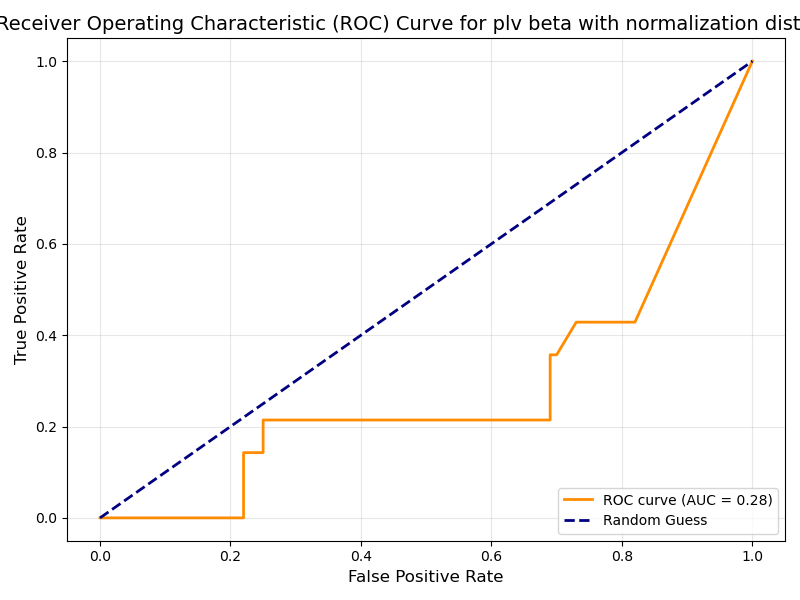 Receiver Operating Characteristic (ROC) Curve for plv beta with normalization dist
1.0
0.8
0.6
0.4
0.2
0.0
True Positive Rate
0.0 0.2 0.4 0.6 0.8 1.0
False Positive Rate
ROC curve (AUC = 0.28)
Random Guess